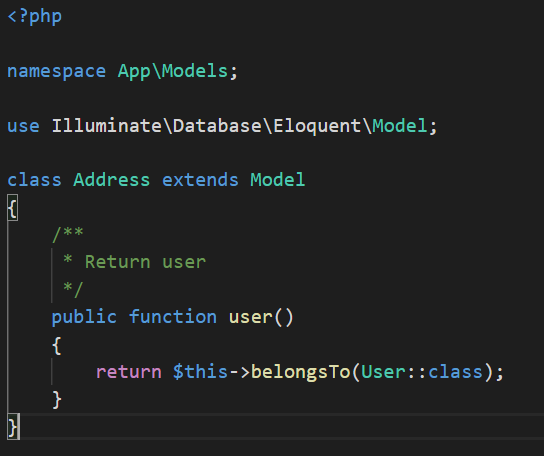 <?php
namespace App\Models;
use Illuminate\Database\Eloquent\Model;
class Address extends Model
{
/**
* Return user
*/
public function user()
{
return $this->belongsTo(User::class);
}
}